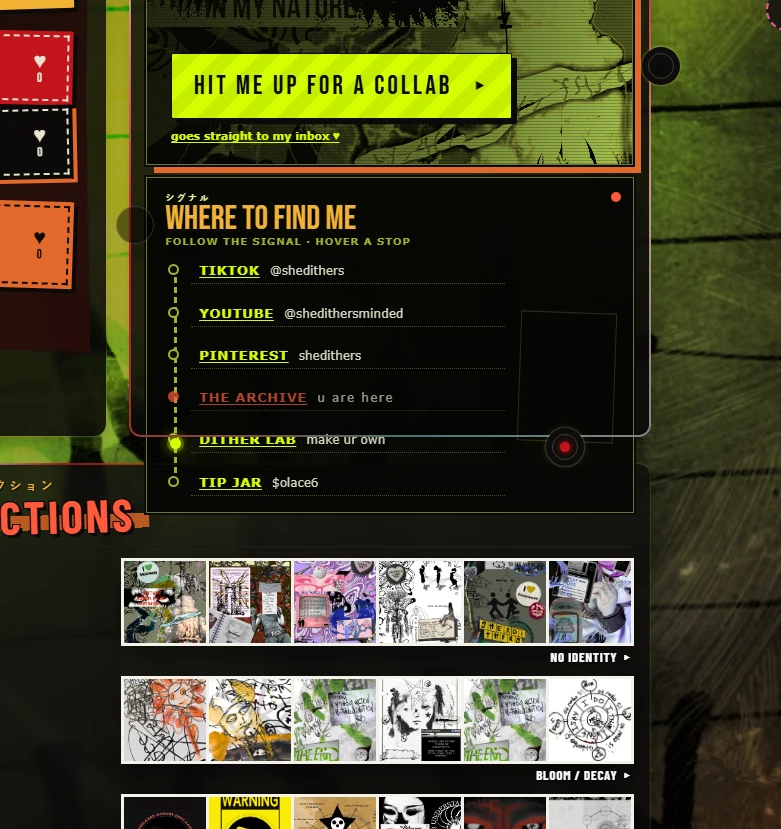 IN MY NATURE
HIT ME UP FOR A COLLAB ►
goes straight to my inbox ♥
♥
0
♥
0
♥
0
シグナル
WHERE TO FIND ME
FOLLOW THE SIGNAL · HOVER A STOP
TIKTOK @shedithers
YOUTUBE @shedithersminded
PINTEREST shedithers
THE ARCHIVE u are here
DITHER LAB make ur own
TIP JAR $olace6
クション
CTIONS
NO IDENTITY ►
BLOOM / DECAY ►
WARNING